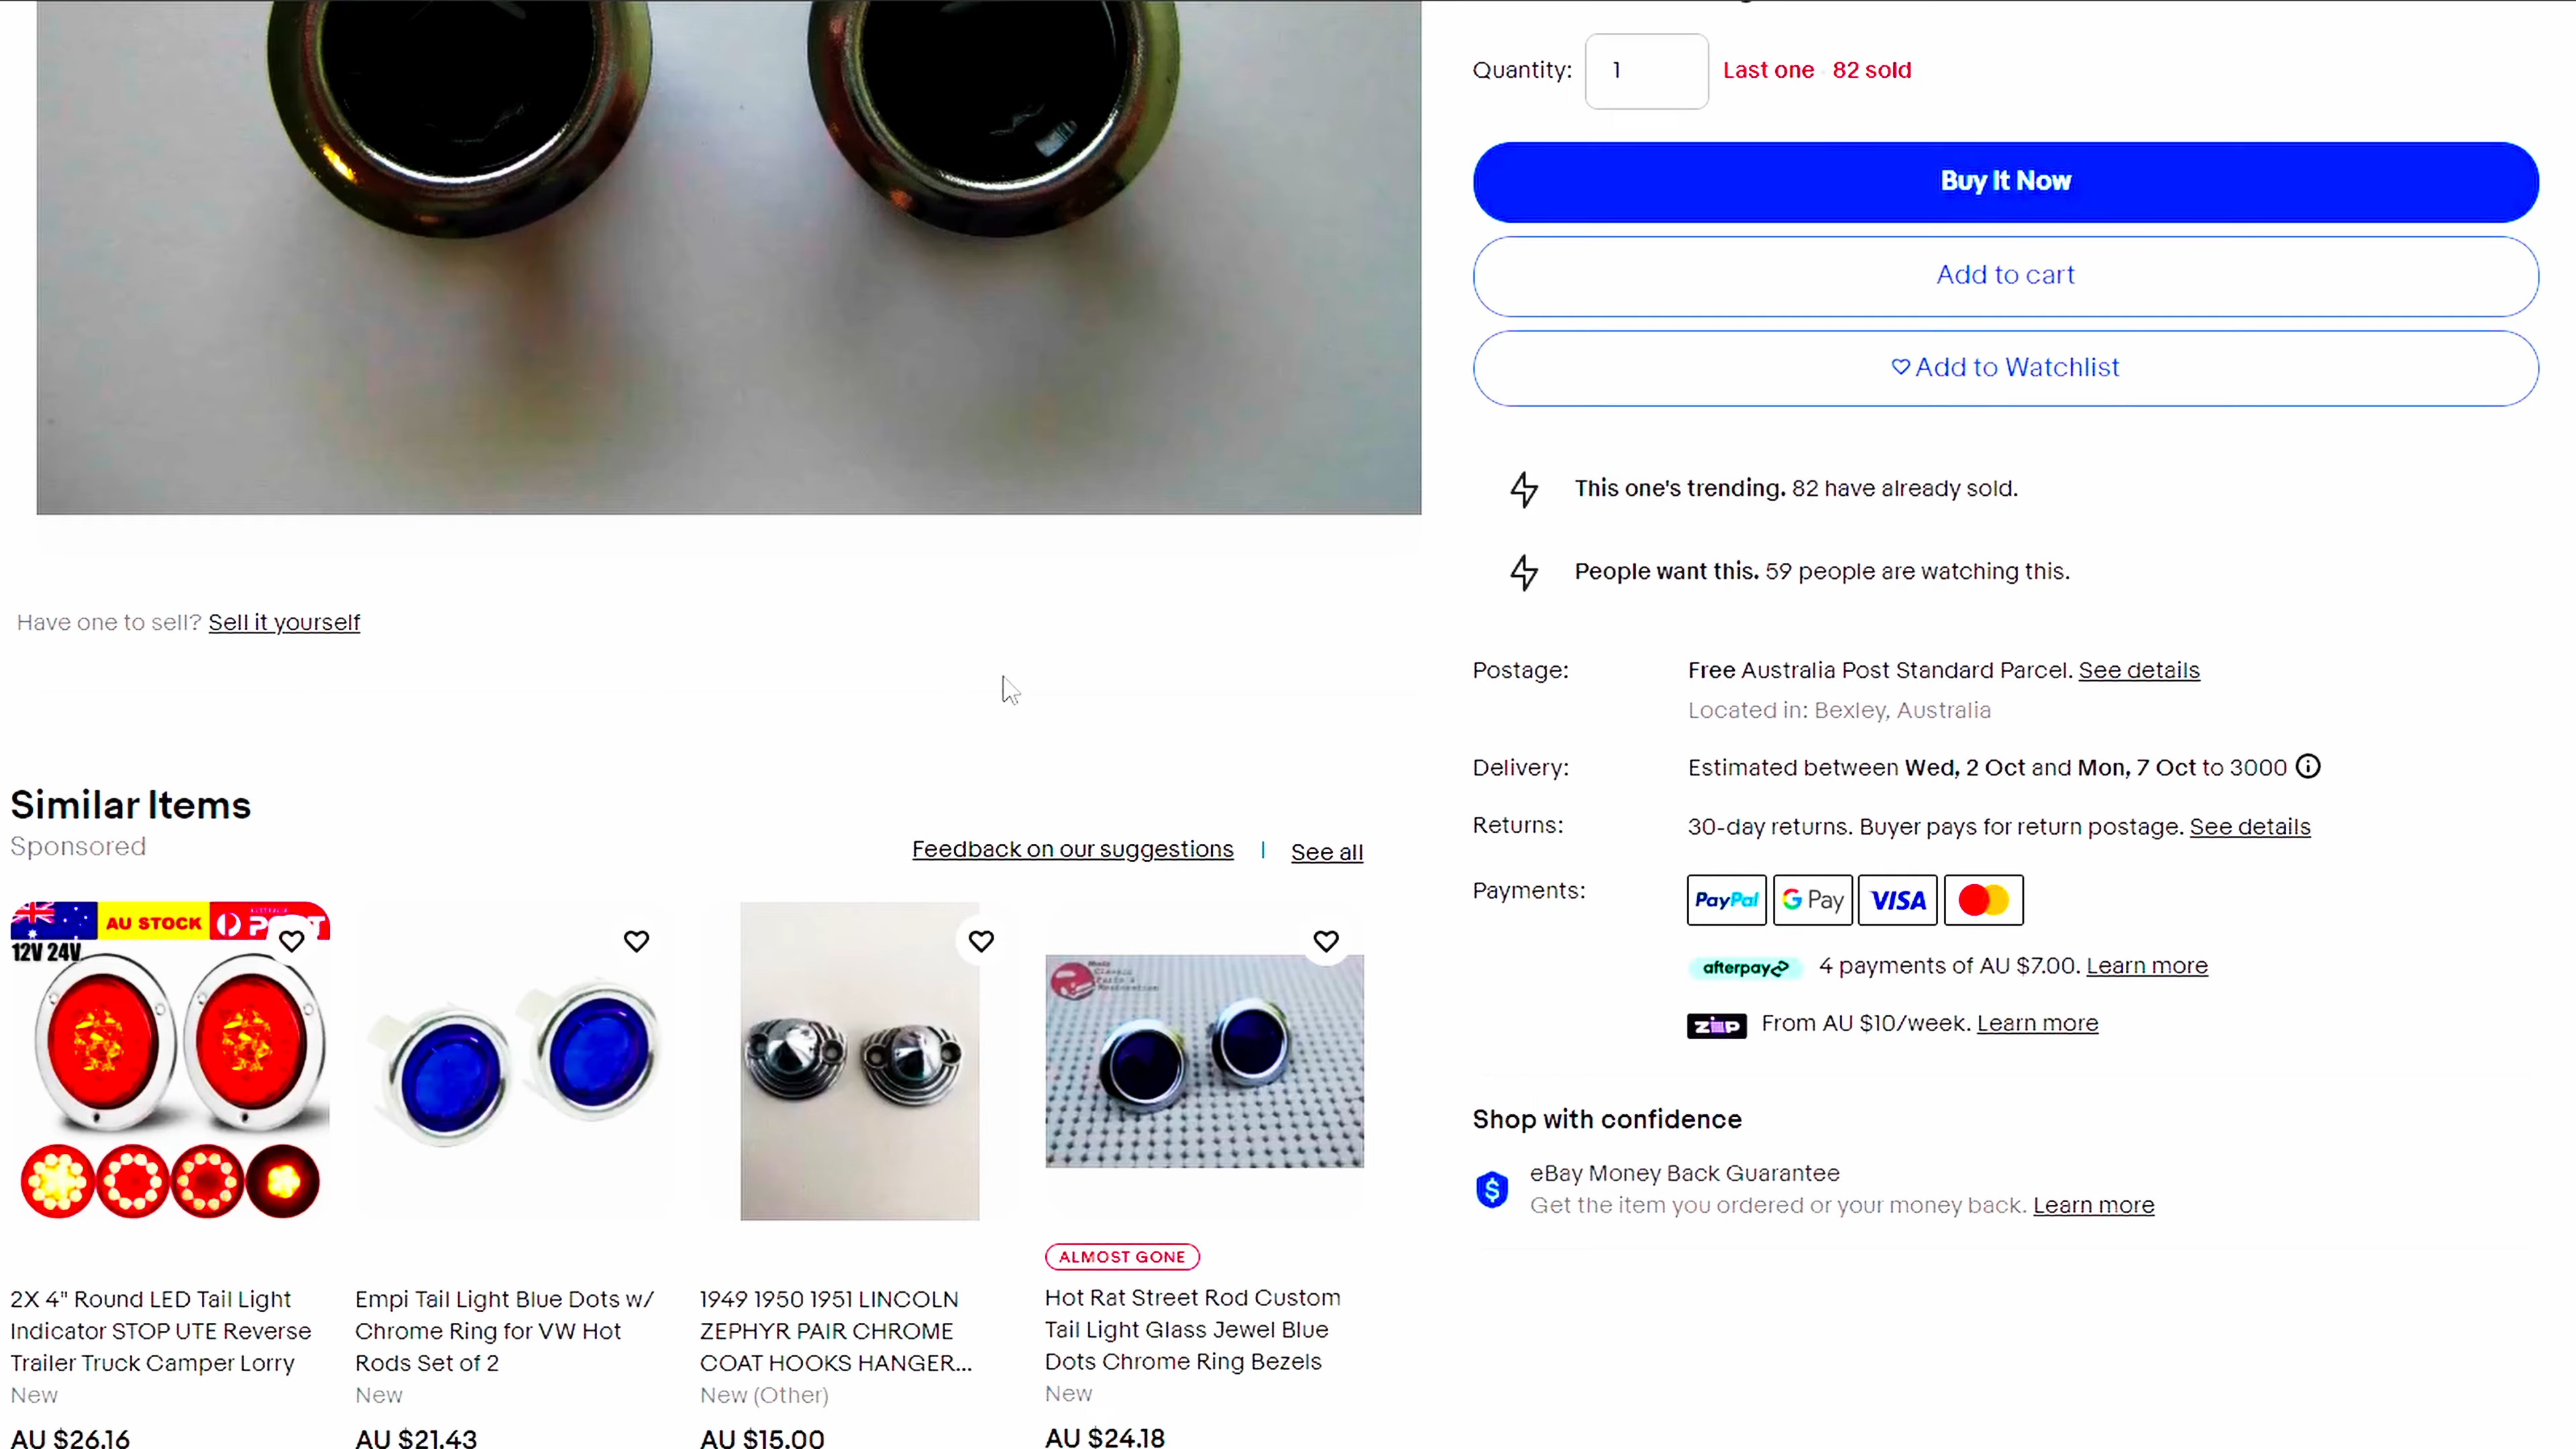 Quantity: 1 Last one 82 sold
Buy It Now
Add to cart
Add to Watchlist
This one's trending. 82 have already sold.
People want this. 59 people are watching this.
Have one to sell? Sell it yourself
Postage: Free Australia Post Standard Parcel. See details
Located in: Bexley, Australia
Delivery: Estimated between Wed, 2 Oct and Mon, 7 Oct to 3000
Returns: 30-day returns. Buyer pays for return postage. See details
Payments: PayPal G Pay VISA
afterpay 4 payments of AU $7.00. Learn more
zip From AU $10/week. Learn more
Shop with confidence
eBay Money Back Guarantee
Get the item you ordered or your money back. Learn more
Similar Items
Sponsored
Feedback on our suggestions | See all
AU STOCK
12V 24V
2X 4" Round LED Tail Light
Indicator STOP UTE Reverse
Trailer Truck Camper Lorry
New
AU $26.16
Empi Tail Light Blue Dots w/
Chrome Ring for VW Hot
Rods Set of 2
New
AU $21.43
1949 1950 1951 LINCOLN
ZEPHYR PAIR CHROME
COAT HOOKS HANGER...
New (Other)
AU $15.00
ALMOST GONE
Hot Rat Street Rod Custom
Tail Light Glass Jewel Blue
Dots Chrome Ring Bezels
New
AU $24.18